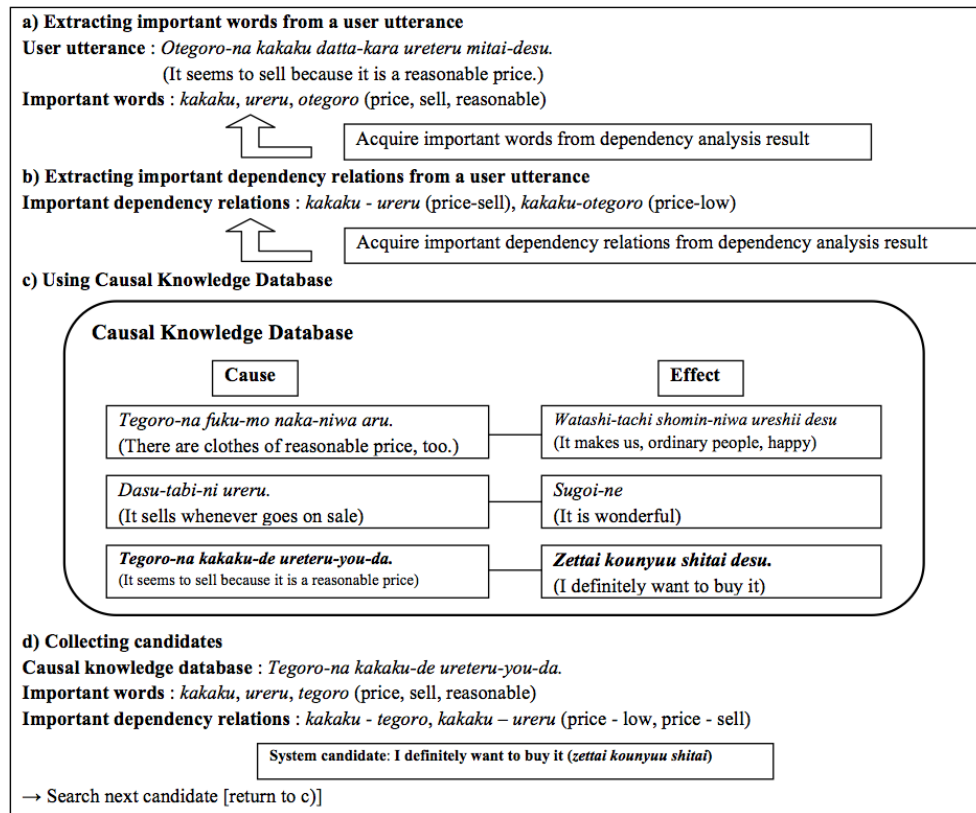 a) Extracting important words from a user utterance
User utterance : Otegoro-na kakaku datta-kara ureteru mitai-desu.
(It seems to sell because it is a reasonable price.)
Important words : kakaku, ureru, otegoro (price, sell, reasonable)
Acquire important words from dependency analysis result
b) Extracting important dependency relations from a user utterance
Important dependency relations : kakaku - ureru (price-sell), kakaku-otegoro (price-low)
Acquire important dependency relations from dependency analysis result
c) Using Causal Knowledge Database
Causal Knowledge Database
Cause
Effect
Tegoro-na fuku-mo naka-niwa aru.
(There are clothes of reasonable price, too.)
Watashi-tachi shomin-niwa ureshii desu
(It makes us, ordinary people, happy)
Dasu-tabi-ni ureru.
(It sells whenever goes on sale)
Sugoi-ne
(It is wonderful)
Tegoro-na kakaku-de ureteru-you-da.
(It seems to sell because it is a reasonable price)
Zettai kounyuu shitai desu.
(I definitely want to buy it)
d) Collecting candidates
Causal knowledge database : Tegoro-na kakaku-de ureteru-you-da.
Important words : kakaku, ureru, tegoro (price, sell, reasonable)
Important dependency relations : kakaku - tegoro, kakaku – ureru (price - low, price - sell)
System candidate: I definitely want to buy it (zettai kounyuu shitai)
→ Search next candidate [return to c)]